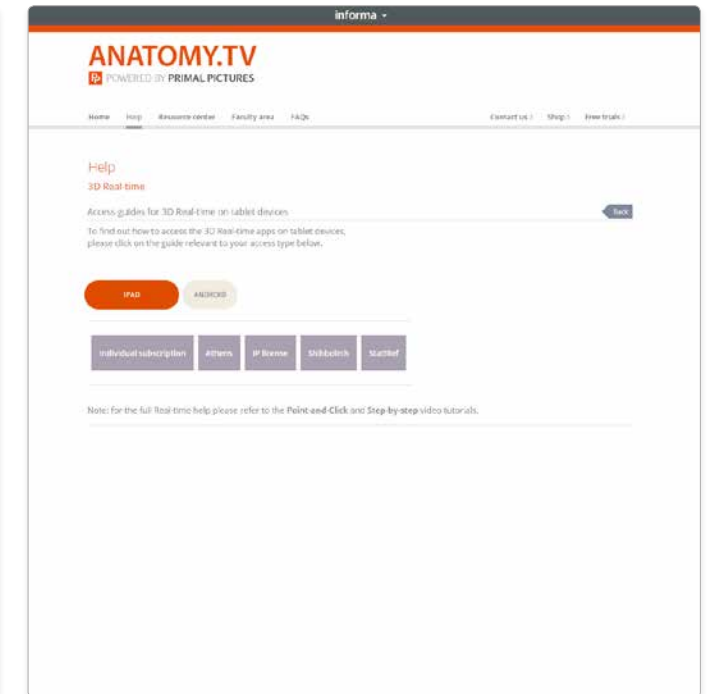 informa
ANATOMY.TV
POWERED BY PRIMAL PICTURES
Home Help Resource center Faculty area FAQs Contact us Shop Free trials
Help
3D Real-time
Access guides for 3D Real-time on tablet devices Back
To find out how to access the 3D Real-time apps on tablet devices,
please click on the guide relevant to your access type below.
IPAD ANDROID
Individual subscription Athens IP license Shibboleth StatRef
Note: for the full Real-time help please refer to the Point-and-Click and Step-by-step video tutorials.